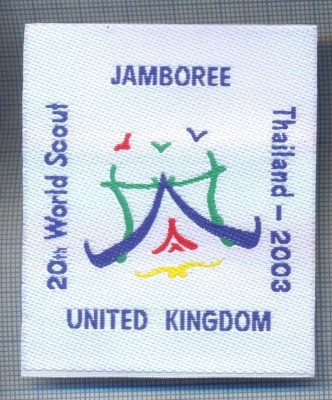 JAMBOREE
20th World Scout
Thailand - 2003
UNITED KINGDOM